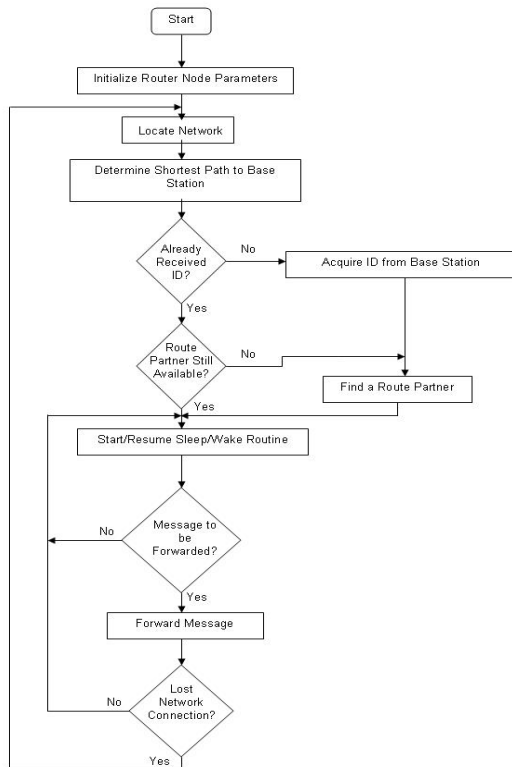 Start
Initialize Router Node Parameters
Locate Network
Determine Shortest Path to Base
Station
Already
Received
ID?
No
Acquire ID from Base Station
Yes
Route
Partner Still
Available?
No
Find a Route Partner
Yes
Start/Resume Sleep/Wake Routine
Message to
be
Forwarded?
No
Yes
Forward Message
Lost
Network
Connection?
No
Yes